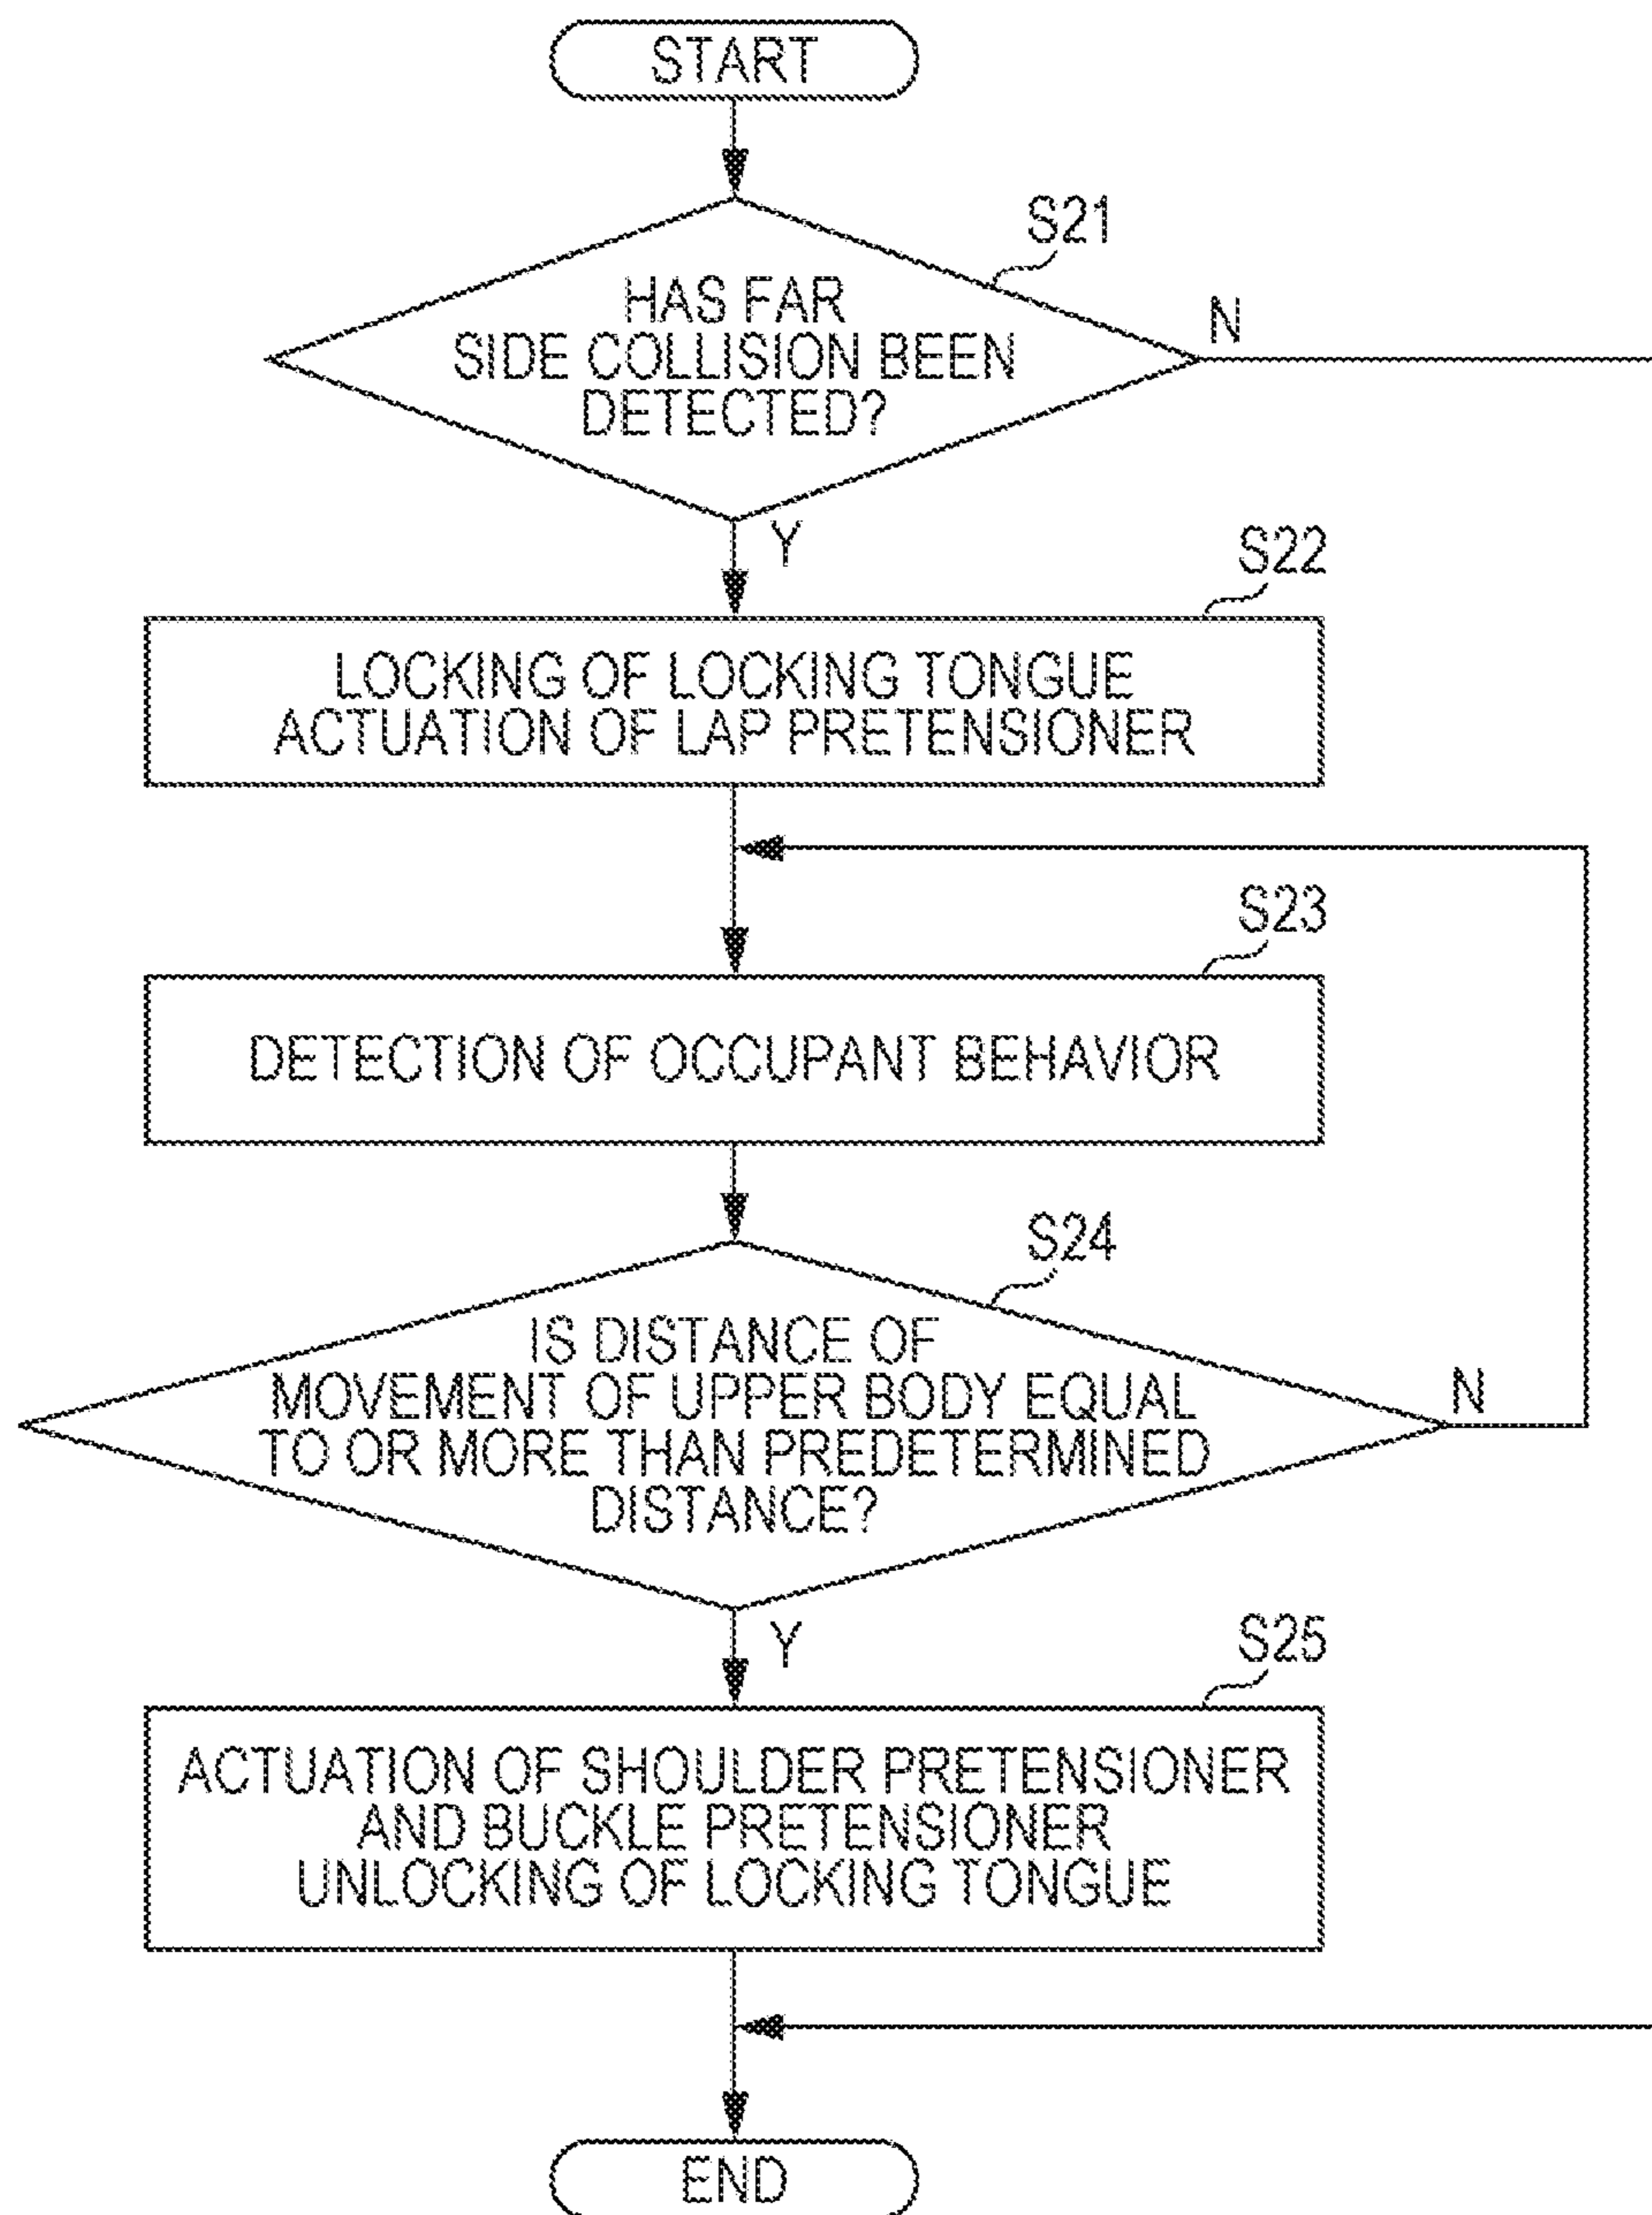 START
S21
HAS FAR
SIDE COLLISION BEEN
DETECTED?
N
Y
S22
LOCKING OF LOCKING TONGUE
ACTUATION OF LAP PRETENSIONER
S23
DETECTION OF OCCUPANT BEHAVIOR
S24
IS DISTANCE OF
MOVEMENT OF UPPER BODY EQUAL
TO OR MORE THAN PREDETERMINED
DISTANCE?
N
Y
S25
ACTUATION OF SHOULDER PRETENSIONER
AND BUCKLE PRETENSIONER
UNLOCKING OF LOCKING TONGUE
END